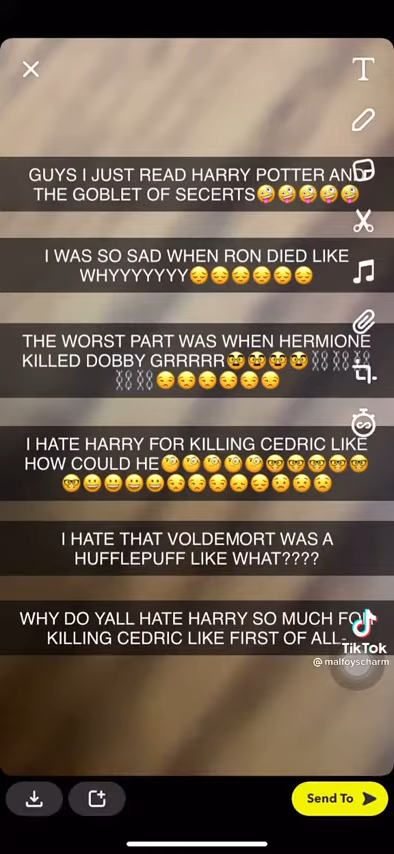 T
GUYS I JUST READ HARRY POTTER AND
THE GOBLET OF SECERTS🤪🤪🤪🤪🤪
I WAS SO SAD WHEN RON DIED LIKE
WHYYYYYYY😔😔😔😔😔😔
THE WORST PART WAS WHEN HERMIONE
KILLED DOBBY GRRRRR🥸🥸🥸🥸⛓⛓⛓
⛓⛓😒😒😒😒😒😒
I HATE HARRY FOR KILLING CEDRIC LIKE
HOW COULD HE🧐🧐🧐🧐🧐🤓🤓🤓🤓🤓
🤓😀😀😀😀😒😒😒😞😞😒😒😒😒
I HATE THAT VOLDEMORT WAS A
HUFFLEPUFF LIKE WHAT????
WHY DO YALL HATE HARRY SO MUCH FOR
KILLING CEDRIC LIKE FIRST OF ALL-
TikTok
@malfoyscharm
Send To